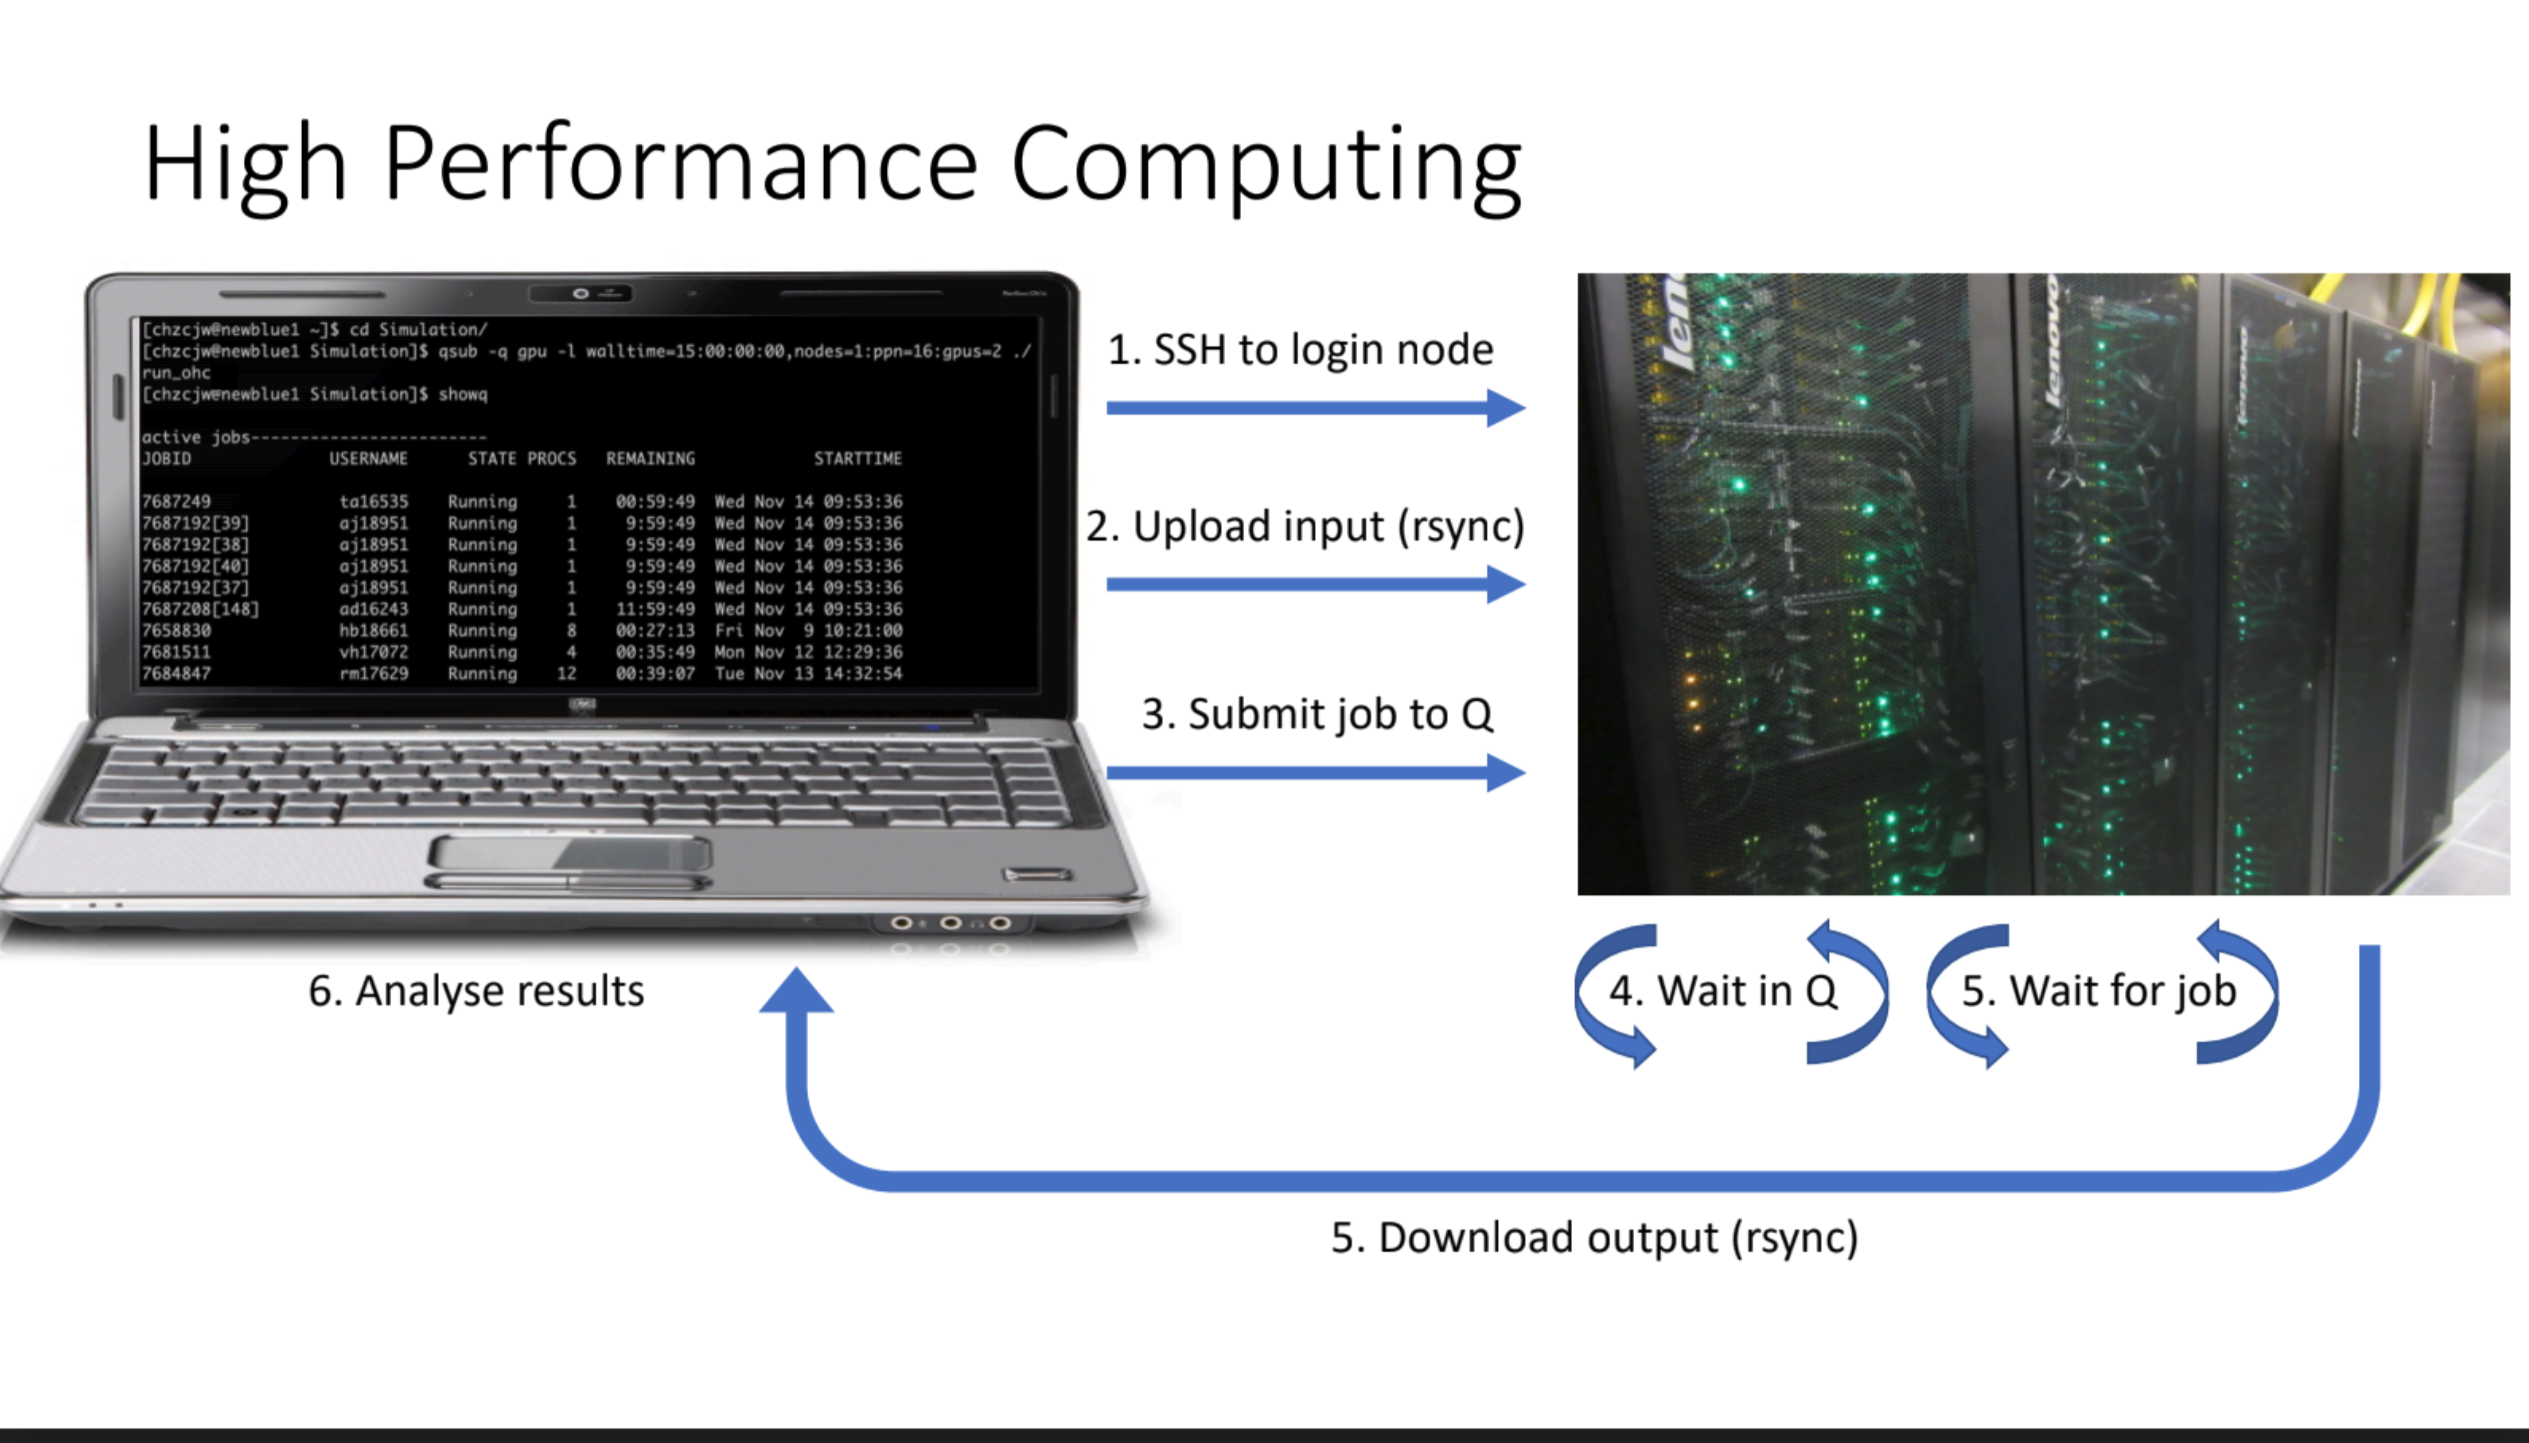 High Performance Computing
[chzcjw@newblue1 ~]$ cd Simulation/
[chzcjw@newblue1 Simulation]$ qsub -q gpu -l walltime=15:00:00:00,nodes=1:ppn=16:gpus=2 ./
run_ohc
[chzcjw@newblue1 Simulation]$ showq
active jobs------------------------
JOBID USERNAME STATE PROCS REMAINING STARTTIME
7687249 ta16535 Running 1 00:59:49 Wed Nov 14 09:53:36
7687192[39] aj18951 Running 1 9:59:49 Wed Nov 14 09:53:36
7687192[38] aj18951 Running 1 9:59:49 Wed Nov 14 09:53:36
7687192[40] aj18951 Running 1 9:59:49 Wed Nov 14 09:53:36
7687192[37] aj18951 Running 1 9:59:49 Wed Nov 14 09:53:36
7687208[148] ad16243 Running 1 11:59:49 Wed Nov 14 09:53:36
7658830 hb18661 Running 8 00:27:13 Fri Nov 9 10:21:00
7681511 vh17072 Running 4 00:35:49 Mon Nov 12 12:29:36
7684847 rm17629 Running 12 00:39:07 Tue Nov 13 14:32:54
1. SSH to login node
2. Upload input (rsync)
3. Submit job to Q
len
lenovo
lenovo
4. Wait in Q
5. Wait for job
6. Analyse results
5. Download output (rsync)